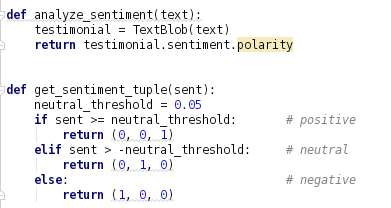 def analyze_sentiment(text):
    testimonial = TextBlob(text)
    return testimonial.sentiment.polarity
def get_sentiment_tuple(sent):
    neutral_threshold = 0.05
    if sent >= neutral_threshold:       # positive
        return (0, 0, 1)
    elif sent > -neutral_threshold:     # neutral
        return (0, 1, 0)
    else:                               # negative
        return (1, 0, 0)